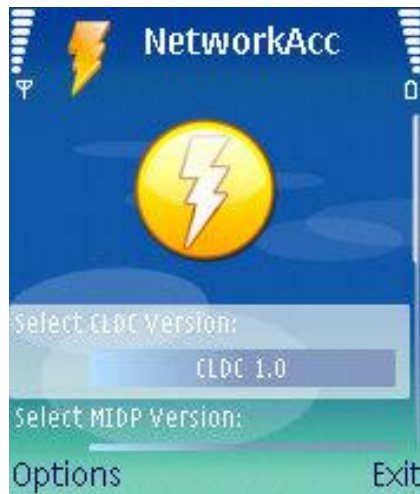 NetworkAcc
Select CLDC Version:
CLDC 1.0
Select MIDP Version:
Options Exit